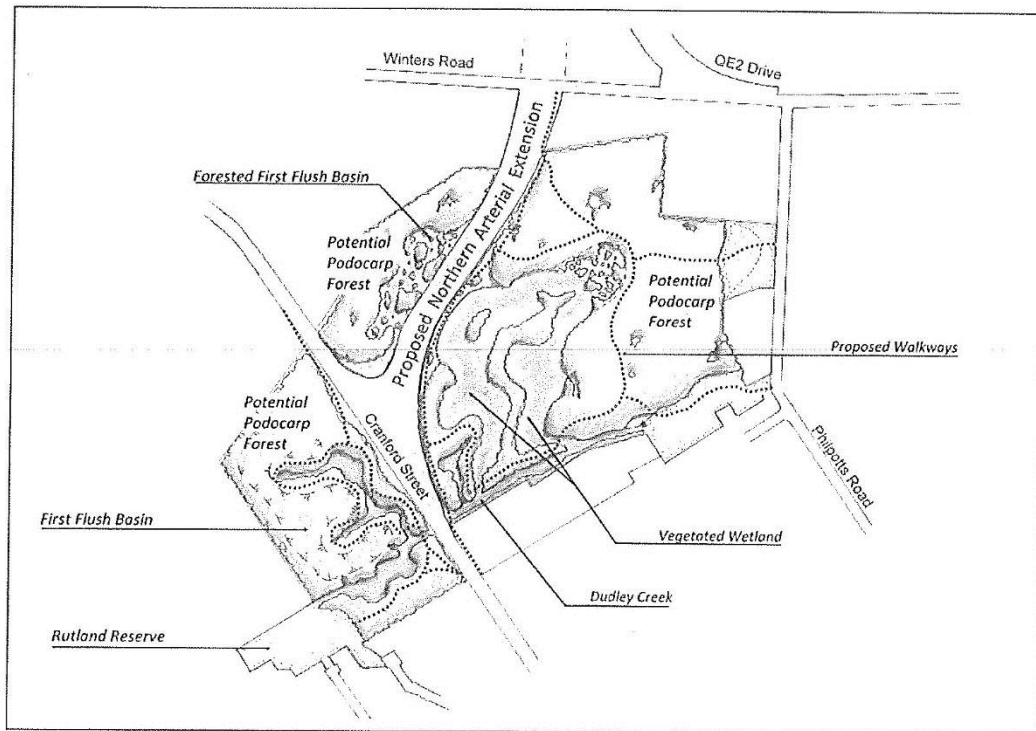 Winters Road
QE2 Drive
Forested First Flush Basin
Proposed Northern Arterial Extension
Potential
Podocarp
Forest
Potential
Podocarp
Forest
Proposed Walkways
Potential
Podocarp
Forest
Cranford Street
Philpotts Road
First Flush Basin
Vegetated Wetland
Dudley Creek
Rutland Reserve